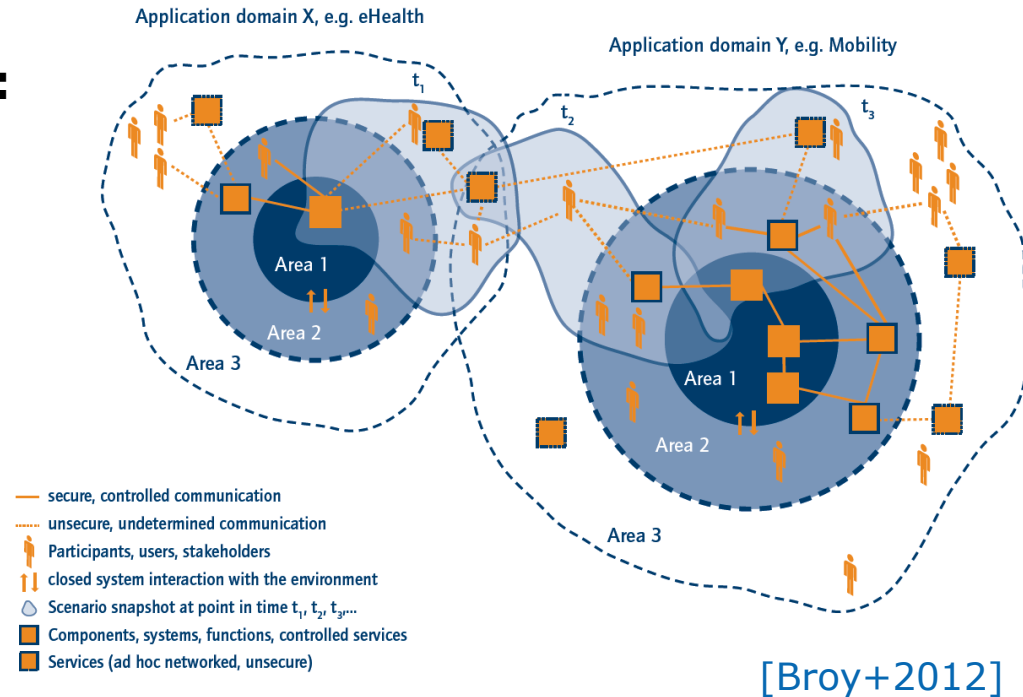 Application domain X, e.g. eHealth
Application domain Y, e.g. Mobility
:
t1
t2
t3
Area 1
Area 2
Area 3
Area 1
Area 2
Area 3
secure, controlled communication
unsecure, undetermined communication
Participants, users, stakeholders
closed system interaction with the environment
Scenario snapshot at point in time t1, t2, t3,...
Components, systems, functions, controlled services
Services (ad hoc networked, unsecure)
[Broy+2012]